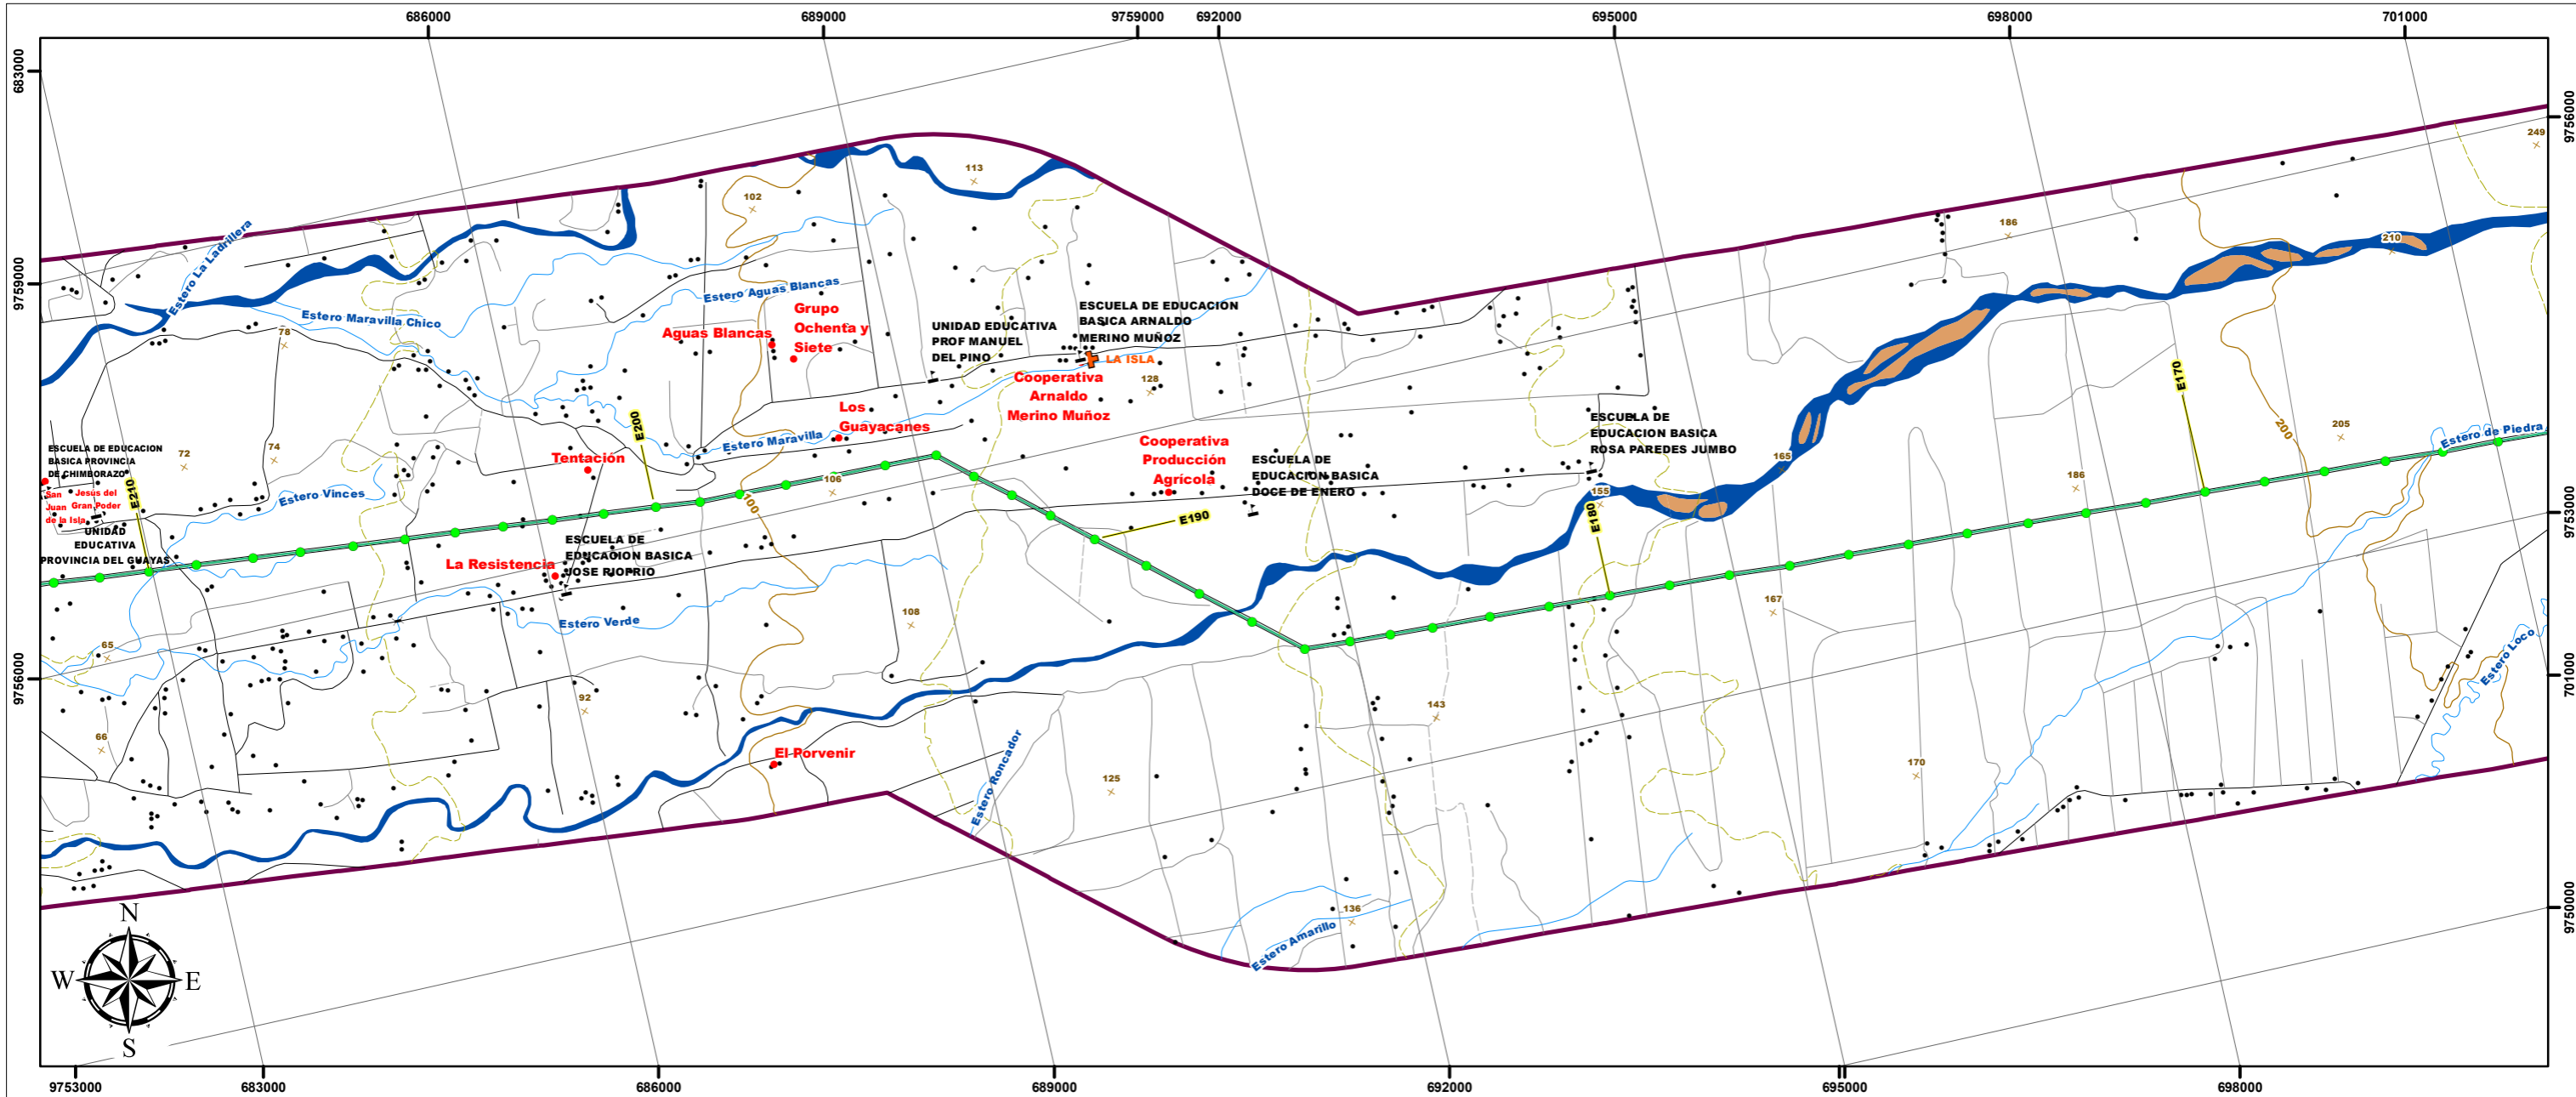 686000
689000
9759000
692000
695000
698000
701000
683000
9756000
249
113
102
186
210
Estero La Ladrillera
9759000
Estero Aguas Blancas
Estero Maravilla Chico
78
Grupo
Ochenta y
Siete
Aguas Blancas
UNIDAD EDUCATIVA
PROF MANUEL
DEL PINO
ESCUELA DE EDUCACION
BASICA ARNALDO
MERINO MUÑOZ
LA ISLA
Cooperativa
Arnaldo
Merino Muñoz
128
E170
Los
Guayacanes
E200
Estero Maravilla
Tentación
Cooperativa
Producción
Agrícola
ESCUELA DE
EDUCACION BASICA
DOCE DE ENERO
ESCUELA DE
EDUCACION BASICA
ROSA PAREDES JUMBO
200
205
Estero de Piedra
ESCUELA DE EDUCACION
BASICA PROVINCIA
DE CHIMBORAZO
72
74
San
Juan
de la Isla
Jesús del
Gran Poder
E210
Estero Vinces
UNIDAD
EDUCATIVA
PROVINCIA DEL GUAYAS
106
100
165
186
155
E190
E180
9753000
La Resistencia
ESCUELA DE
EDUCACION BASICA
JOSE RIOFRIO
Estero Verde
108
167
65
9756000
92
66
143
Estero Loco
701000
El Porvenir
Estero Roncador
125
170
136
Estero Amarillo
9750000
N
W
E
S
9753000
683000
686000
689000
692000
695000
698000